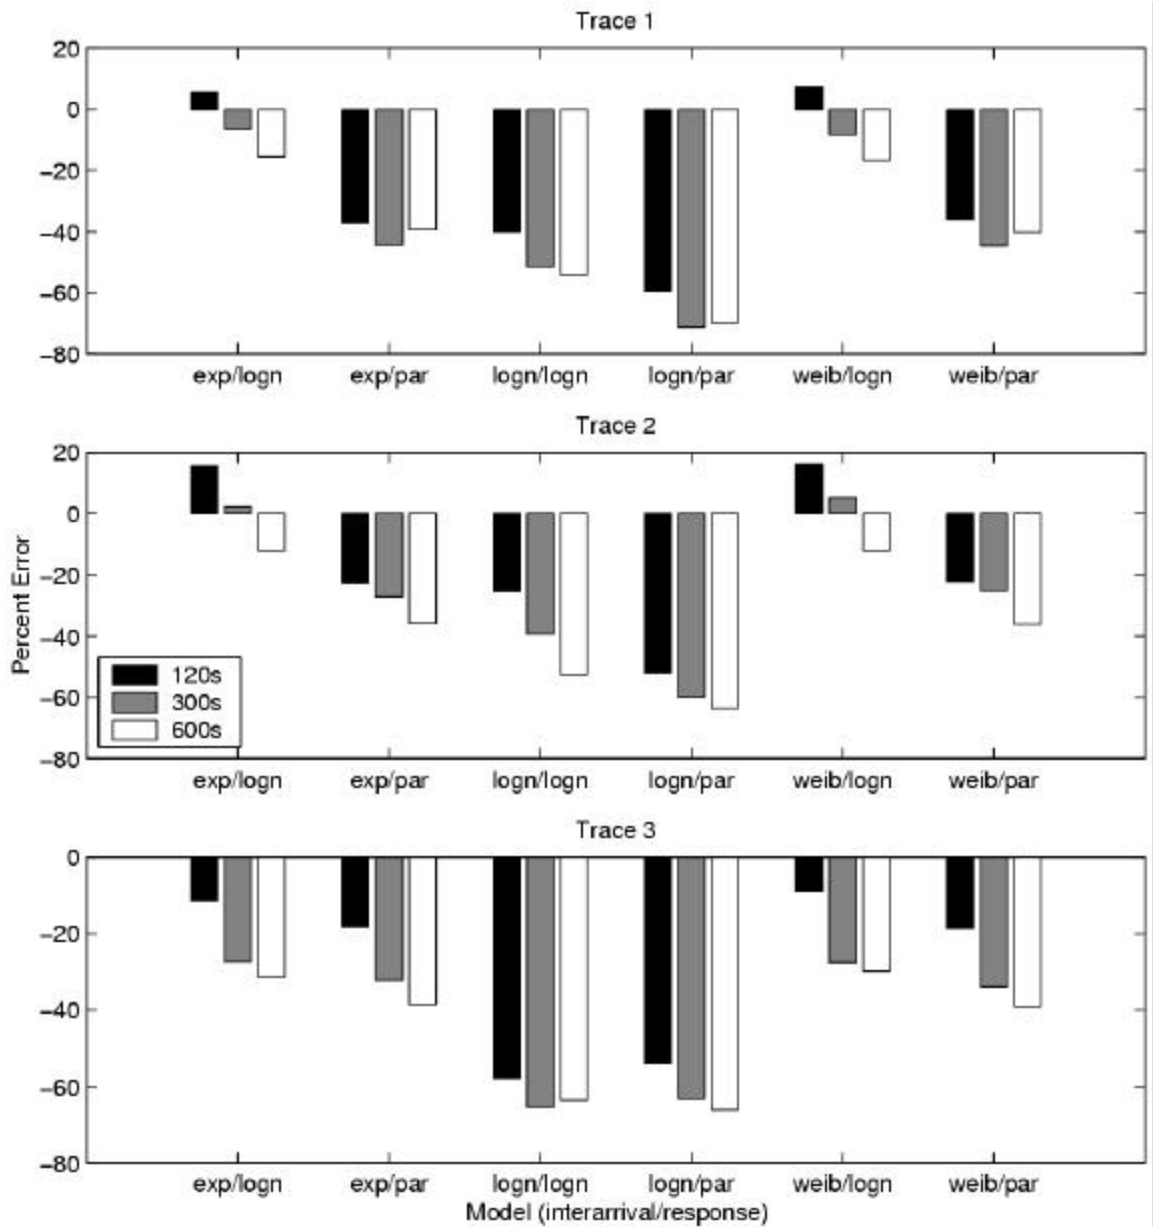 Trace 1
20
0
−20
−40
−60
−80
exp/logn exp/par logn/logn logn/par weib/logn weib/par
Trace 2
Percent Error
20
0
−20
−40
−60
−80
120s
300s
600s
exp/logn exp/par logn/logn logn/par weib/logn weib/par
Trace 3
0
−20
−40
−60
−80
exp/logn exp/par logn/logn logn/par weib/logn weib/par
Model (interarrival/response)